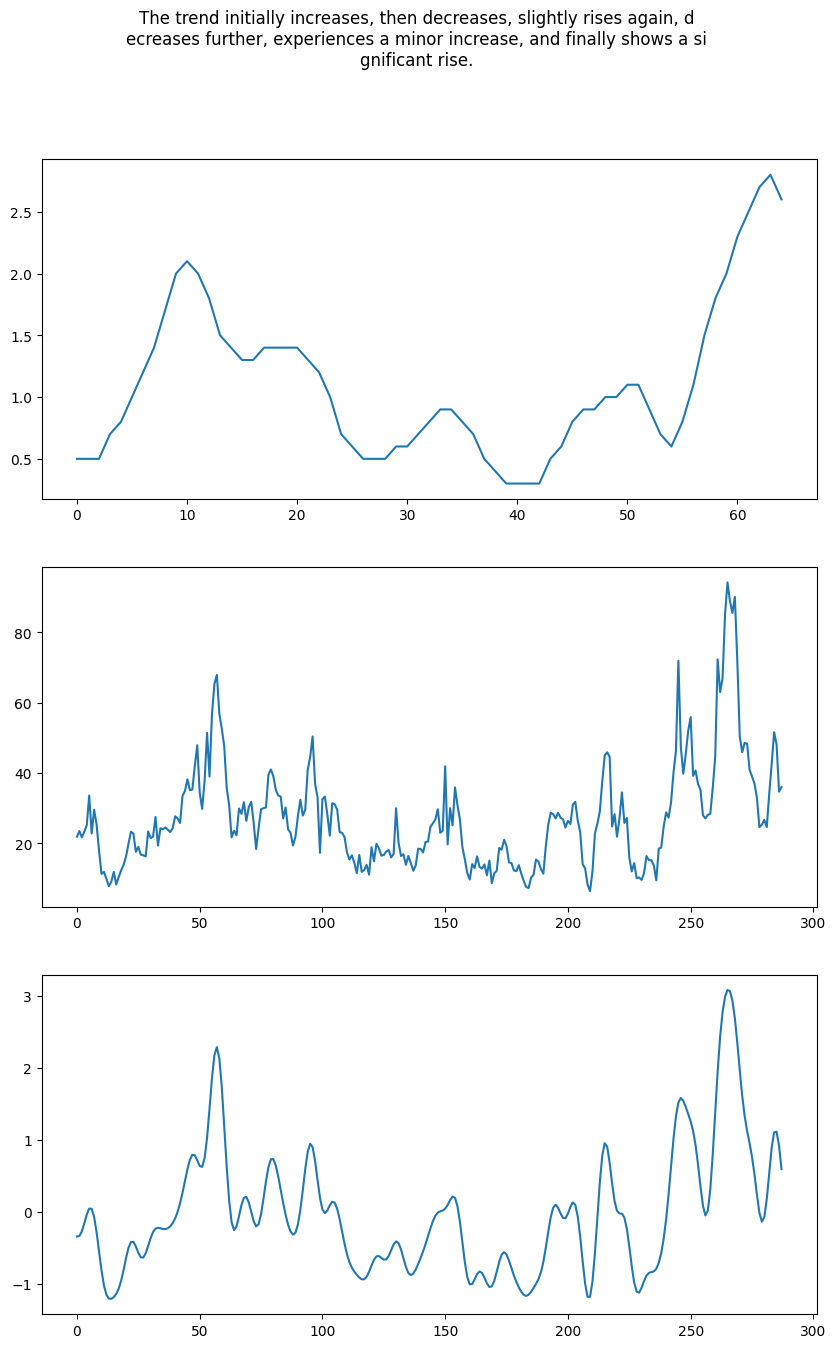 The trend initially increases, then decreases, slightly rises again, d
ecreases further, experiences a minor increase, and finally shows a si
gnificant rise.
2.5
2.0
1.5
1.0
0.5
0 10 20 30 40 50 60
80
60
40
20
0 50 100 150 200 250 300
3
2
1
0
−1
0 50 100 150 200 250 300